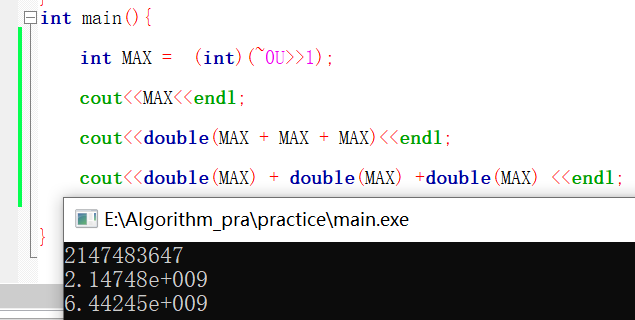 int main(){
int MAX =  (int)(~0U>>1);
cout<<MAX<<endl;
cout<<double(MAX + MAX + MAX)<<endl;
cout<<double(MAX) + double(MAX) +double(MAX) <<endl;
}
E:\Algorithm_pra\practice\main.exe
2147483647
2.14748e+009
6.44245e+009